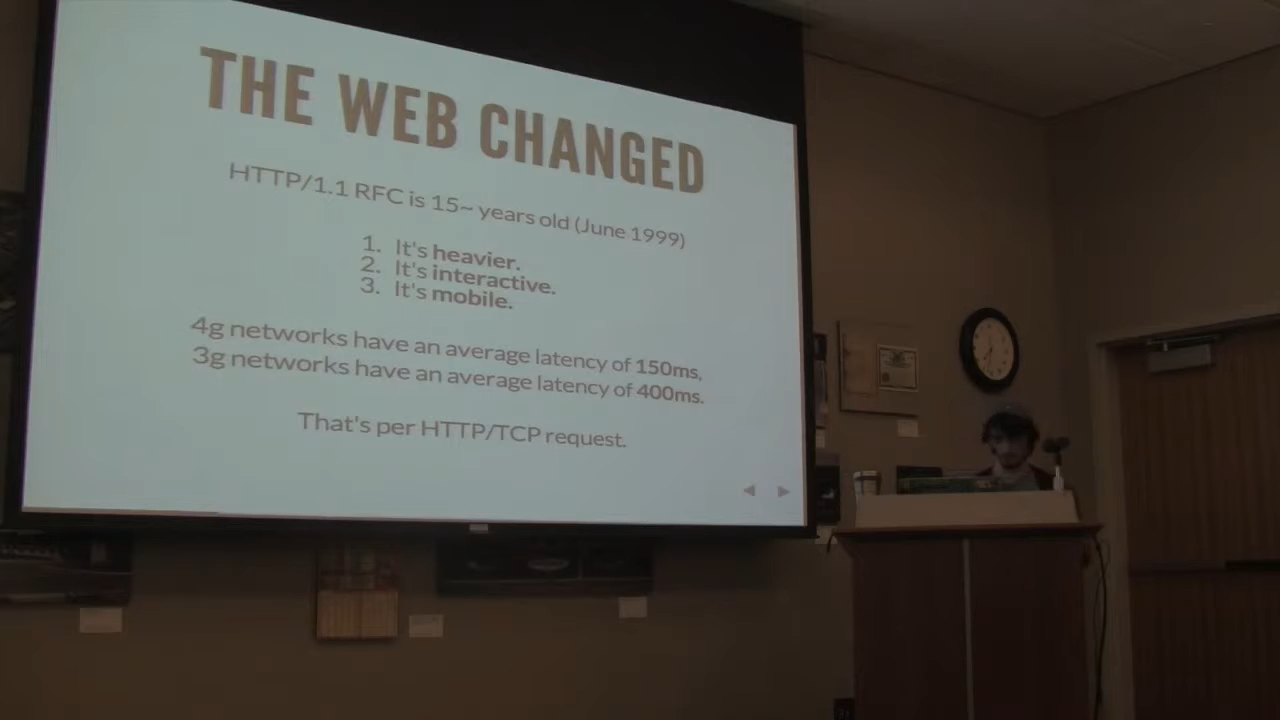 THE WEB CHANGED
HTTP/1.1 RFC is 15~ years old (June 1999)
1. It's heavier.
2. It's interactive.
3. It's mobile.
4g networks have an average latency of 150ms,
3g networks have an average latency of 400ms.
That's per HTTP/TCP request.